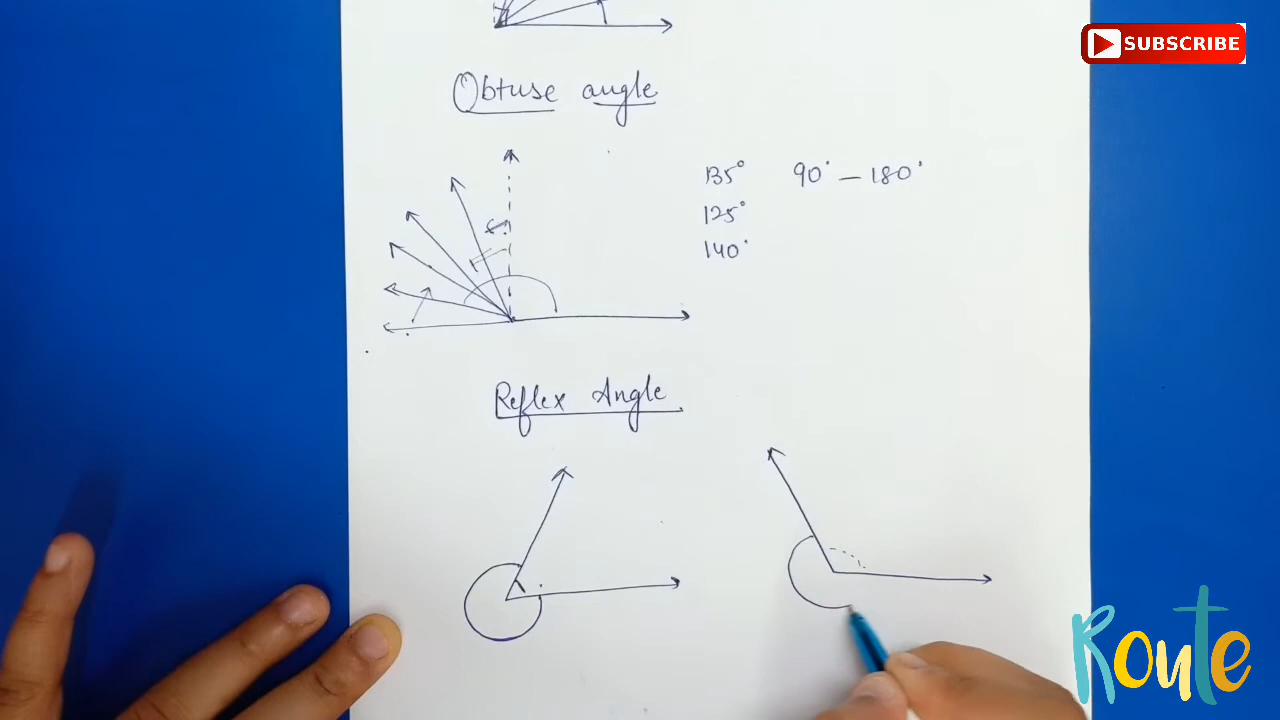 SUBSCRIBE
Obtuse angle
135° 90° – 180°
125°
140°
Reflex Angle
Route